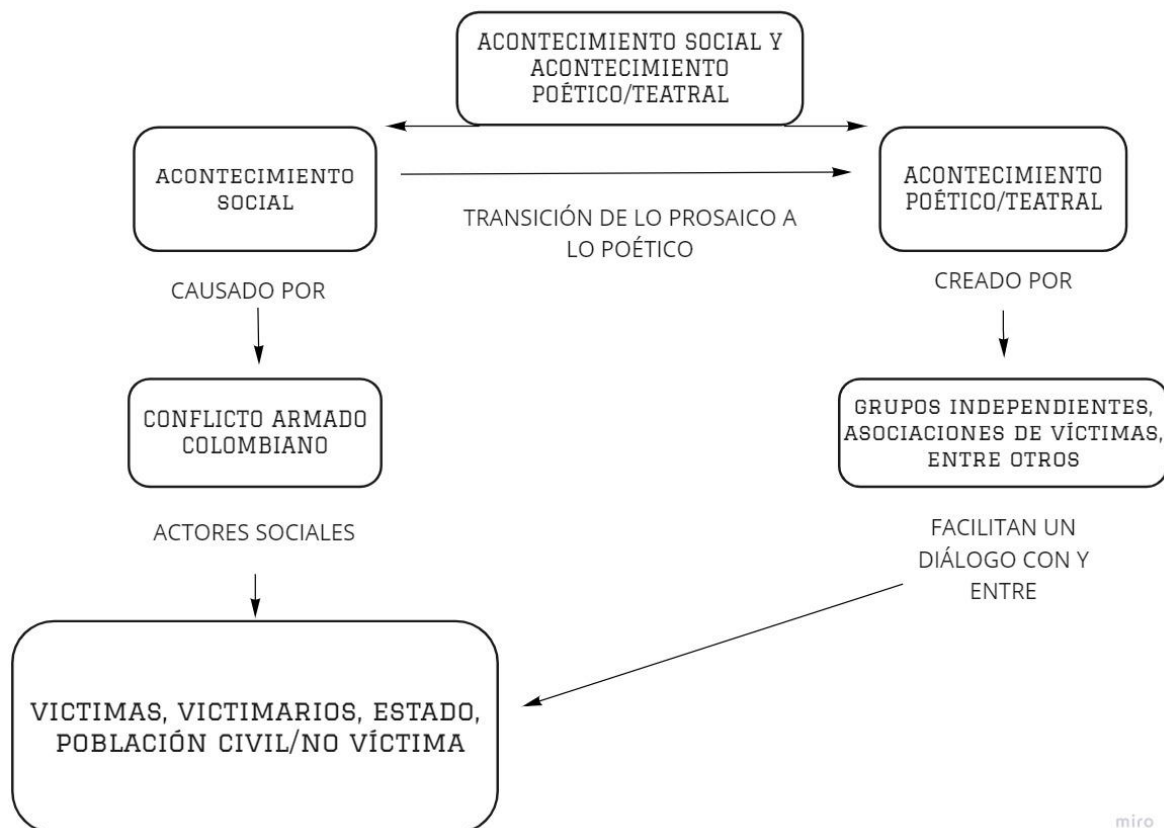 ACONTECIMIENTO SOCIAL Y
ACONTECIMIENTO
POÉTICO/TEATRAL
ACONTECIMIENTO
SOCIAL
TRANSICIÓN DE LO PROSAICO A
LO POÉTICO
ACONTECIMIENTO
POÉTICO/TEATRAL
CAUSADO POR
CREADO POR
CONFLICTO ARMADO
COLOMBIANO
GRUPOS INDEPENDIENTES,
ASOCIACIONES DE VÍCTIMAS,
ENTRE OTROS
ACTORES SOCIALES
FACILITAN UN
DIÁLOGO CON Y
ENTRE
VICTIMAS, VICTIMARIOS, ESTADO,
POBLACIÓN CIVIL/NO VÍCTIMA
miro